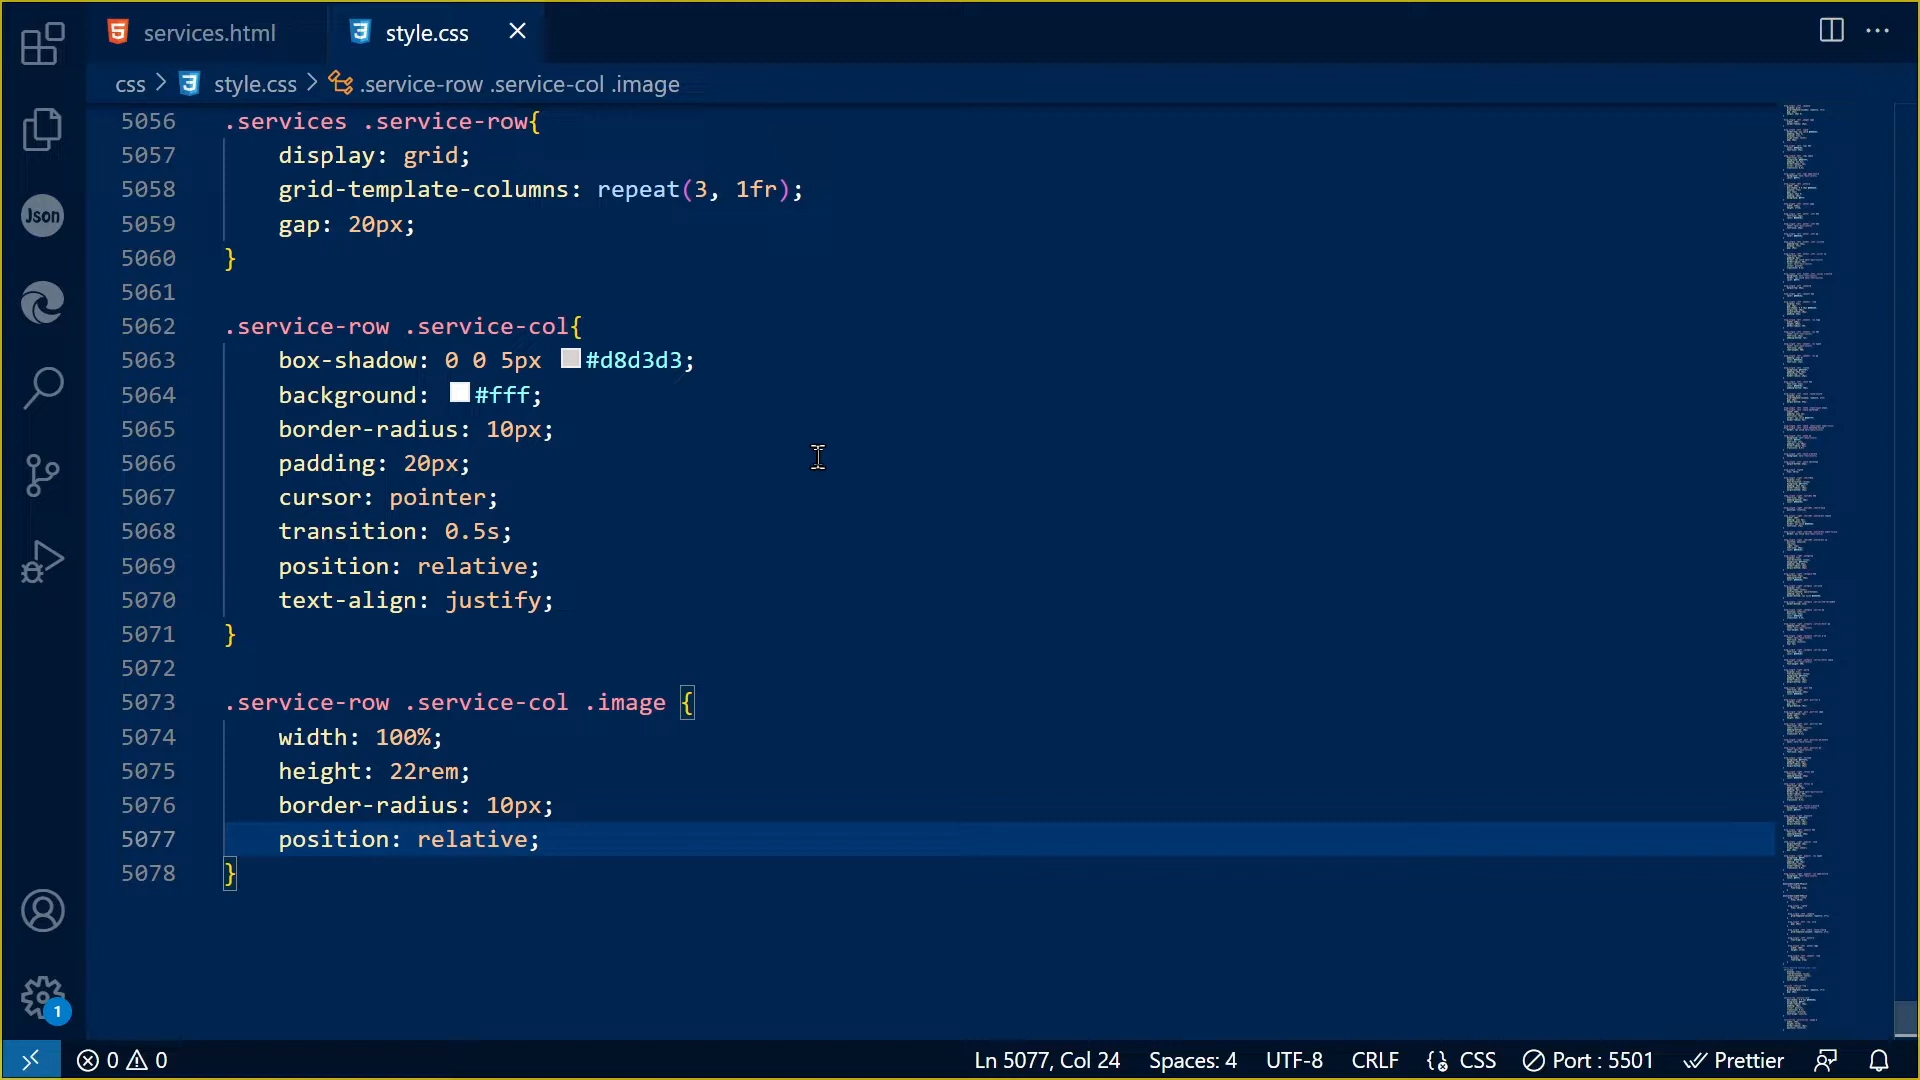 services.html
style.css
css > style.css > .service-row .service-col .image
5056 .services .service-row{
5057 display: grid;
5058 grid-template-columns: repeat(3, 1fr);
5059 gap: 20px;
5060 }
5061
5062 .service-row .service-col{
5063 box-shadow: 0 0 5px #d8d3d3;
5064 background: #fff;
5065 border-radius: 10px;
5066 padding: 20px;
5067 cursor: pointer;
5068 transition: 0.5s;
5069 position: relative;
5070 text-align: justify;
5071 }
5072
5073 .service-row .service-col .image {
5074 width: 100%;
5075 height: 22rem;
5076 border-radius: 10px;
5077 position: relative;
5078 }
Json
1
0 0
Ln 5077, Col 24
Spaces: 4
UTF-8
CRLF
CSS
Port : 5501
Prettier